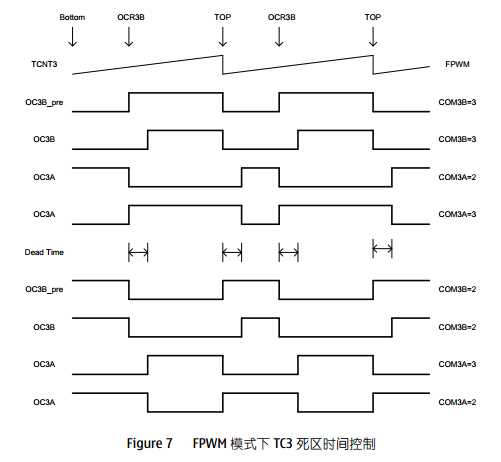 Bottom OCR3B TOP OCR3B TOP
TCNT3 FPWM
OC3B_pre COM3B=3
OC3B COM3B=3
OC3A COM3A=2
OC3A COM3A=3
Dead Time
OC3B_pre COM3B=2
OC3B COM3B=2
OC3A COM3A=3
OC3A COM3A=2
Figure 7 FPWM 模式下 TC3 死区时间控制